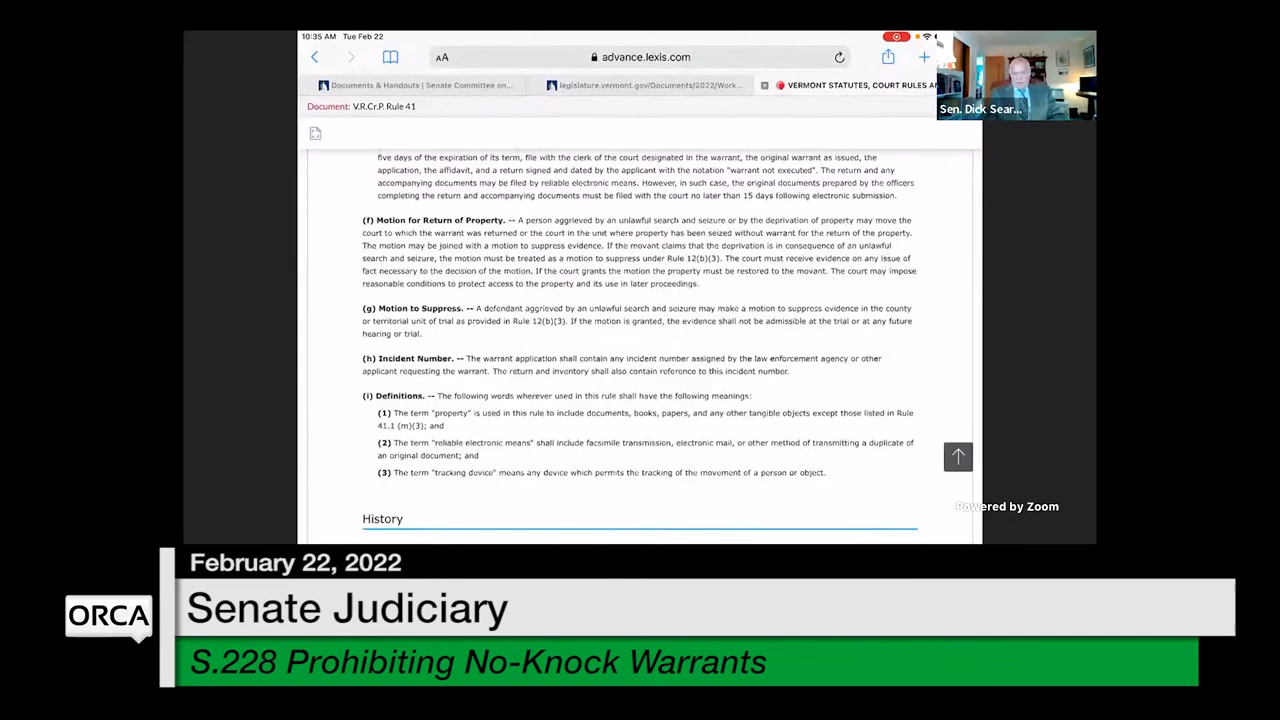 10:35 AM Tue Feb 22
AA
advance.lexis.com
Documents & Handouts | Senate Committee on...
legislature.vermont.gov/Documents/2022/Work...
VERMONT STATUTES, COURT RULES A
Document: V.R.Cr.P. Rule 41
Sen. Dick Sear...
five days of the expiration of its term, file with the clerk of the court designated in the warrant, the original warrant as issued, the
application, the affidavit, and a return signed and dated by the applicant with the notation "warrant not executed". The return and any
accompanying documents may be filed by reliable electronic means. However, in such case, the original documents prepared by the officers
completing the return and accompanying documents must be filed with the court no later than 15 days following electronic submission.
(f) Motion for Return of Property. -- A person aggrieved by an unlawful search and seizure or by the deprivation of property may move the
court to which the warrant was returned or the court in the unit where property has been seized without warrant for the return of the property.
The motion may be joined with a motion to suppress evidence. If the movant claims that the deprivation is in consequence of an unlawful
search and seizure, the motion must be treated as a motion to suppress under Rule 12(b)(3). The court must receive evidence on any issue of
fact necessary to the decision of the motion. If the court grants the motion the property must be restored to the movant. The court may impose
reasonable conditions to protect access to the property and its use in later proceedings.
(g) Motion to Suppress. -- A defendant aggrieved by an unlawful search and seizure may make a motion to suppress evidence in the county
or territorial unit of trial as provided in Rule 12(b)(3). If the motion is granted, the evidence shall not be admissible at the trial or at any future
hearing or trial.
(h) Incident Number. -- The warrant application shall contain any incident number assigned by the law enforcement agency or other
applicant requesting the warrant. The return and inventory shall also contain reference to this incident number.
(i) Definitions. -- The following words wherever used in this rule shall have the following meanings:
(1) The term "property" is used in this rule to include documents, books, papers, and any other tangible objects except those listed in Rule
41.1 (m)(3); and
(2) The term "reliable electronic means" shall include facsimile transmission, electronic mail, or other method of transmitting a duplicate of
an original document; and
(3) The term "tracking device" means any device which permits the tracking of the movement of a person or object.
History
Powered by Zoom
February 22, 2022
ORCA
Senate Judiciary
S.228 Prohibiting No-Knock Warrants